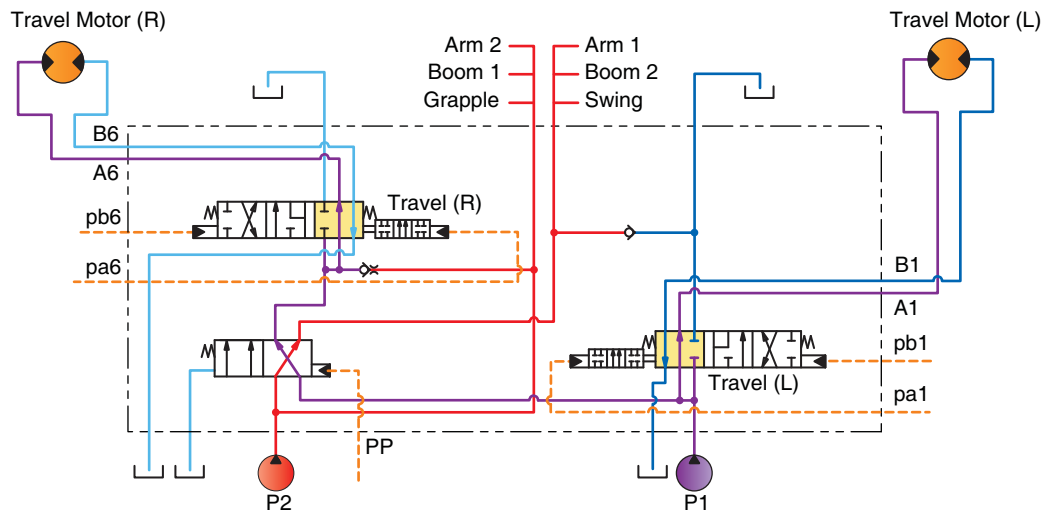 Travel Motor (R)
Travel Motor (L)
Arm 2
Arm 1
Boom 1
Boom 2
Grapple
Swing
B6
A6
Travel (R)
pb6
pa6
B1
A1
pb1
Travel (L)
pa1
PP
P2
P1